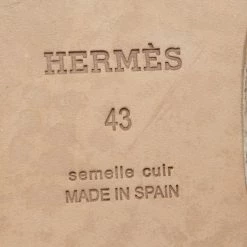 HERMÈS
43
semelle cuir
MADE IN SPAIN